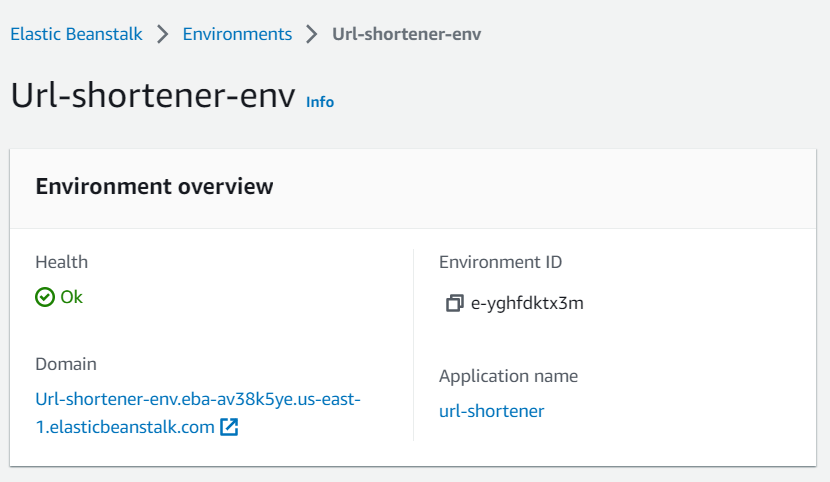 Elastic Beanstalk > Environments > Url-shortener-env
Url-shortener-env Info
Environment overview
Health
Ok
Domain
Url-shortener-env.eba-av38k5ye.us-east-
1.elasticbeanstalk.com
Environment ID
e-yghfdktx3m
Application name
url-shortener